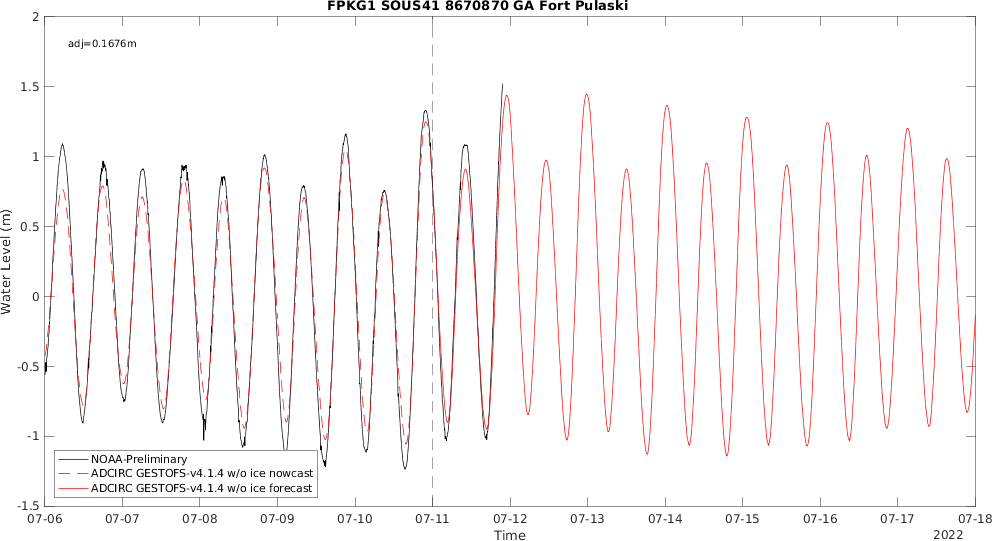 FPKG1 SOUS41 8670870 GA Fort Pulaski
adj=0.1676m
2
1.5
1
0.5
0
-0.5
-1
-1.5
Water Level (m)
NOAA-Preliminary
ADCIRC GESTOFS-v4.1.4 w/o ice nowcast
ADCIRC GESTOFS-v4.1.4 w/o ice forecast
07-06 07-07 07-08 07-09 07-10 07-11 07-12 07-13 07-14 07-15 07-16 07-17 07-18
Time
2022